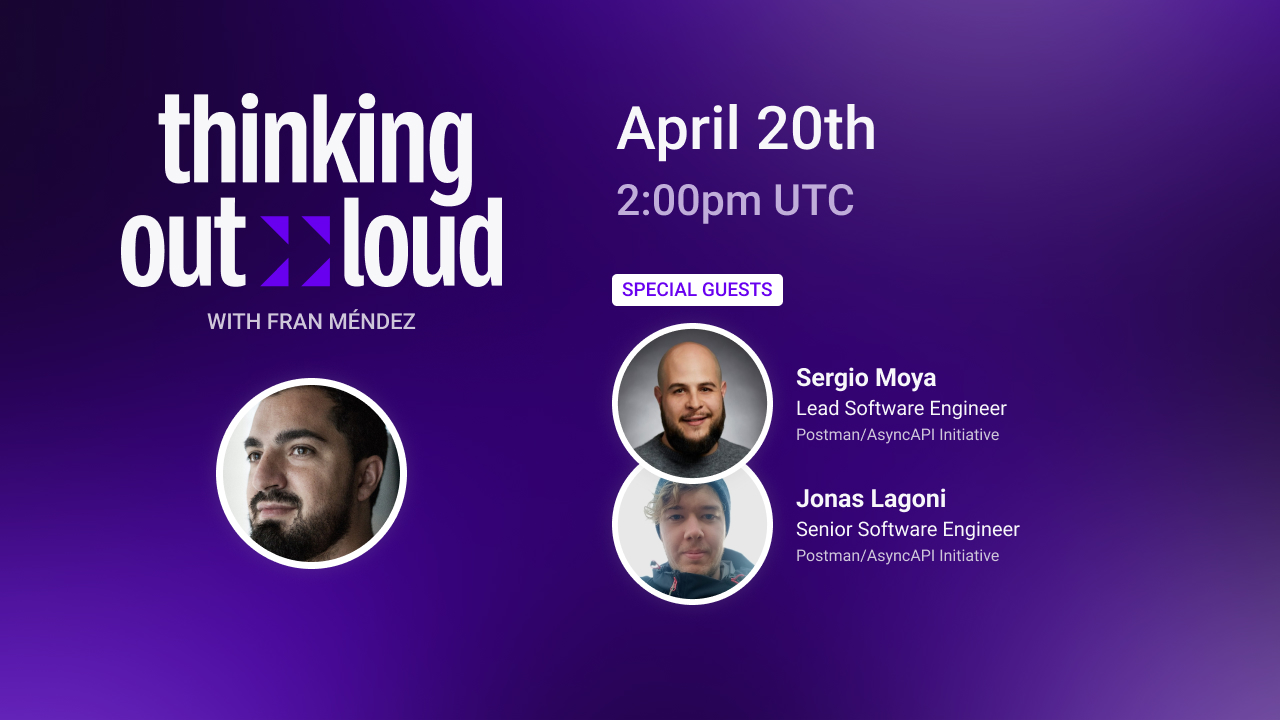 thinking
out loud
WITH FRAN MÉNDEZ
April 20th
2:00pm UTC
SPECIAL GUESTS
Sergio Moya
Lead Software Engineer
Postman/AsyncAPI Initiative
Jonas Lagoni
Senior Software Engineer
Postman/AsyncAPI Initiative